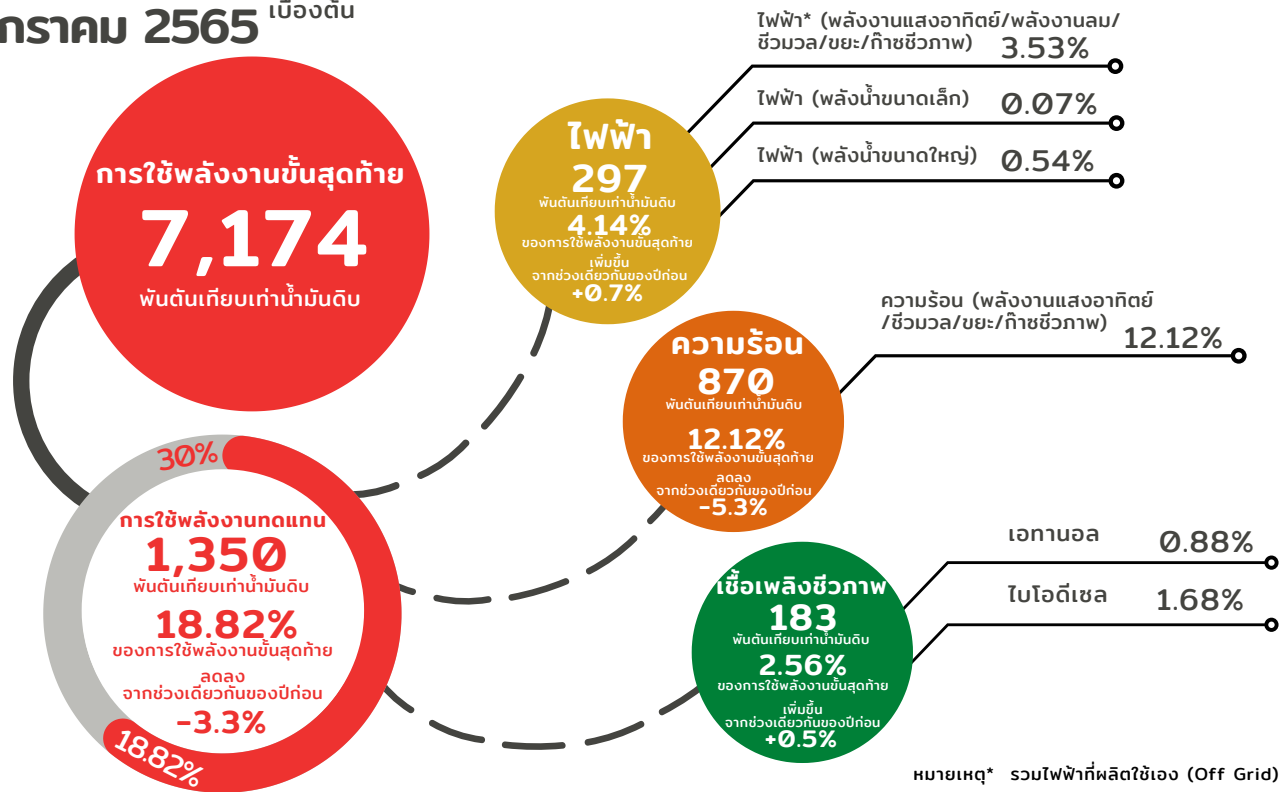 กราคม 2565 เบื้องต้น
การใช้พลังงานขั้นสุดท้าย
7,174
พันตันเทียบเท่าน้ำมันดิบ
30%
การใช้พลังงานทดแทน
1,350
พันตันเทียบเท่าน้ำมันดิบ
18.82%
ของการใช้พลังงานขั้นสุดท้าย
ลดลง
จากช่วงเดียวกันของปีก่อน
-3.3%
18.82%
ไฟฟ้า
297
พันตันเทียบเท่าน้ำมันดิบ
4.14%
ของการใช้พลังงานขั้นสุดท้าย
เพิ่มขึ้น
จากช่วงเดียวกันของปีก่อน
+0.7%
ไฟฟ้า* (พลังงานแสงอาทิตย์/พลังงานลม/
ชีวมวล/ขยะ/ก๊าซชีวภาพ) 3.53%
ไฟฟ้า (พลังน้ำขนาดเล็ก) 0.07%
ไฟฟ้า (พลังน้ำขนาดใหญ่) 0.54%
ความร้อน
870
พันตันเทียบเท่าน้ำมันดิบ
12.12%
ของการใช้พลังงานขั้นสุดท้าย
ลดลง
จากช่วงเดียวกันของปีก่อน
-5.3%
ความร้อน (พลังงานแสงอาทิตย์
/ชีวมวล/ขยะ/ก๊าซชีวภาพ) 12.12%
เชื้อเพลิงชีวภาพ
183
พันตันเทียบเท่าน้ำมันดิบ
2.56%
ของการใช้พลังงานขั้นสุดท้าย
เพิ่มขึ้น
จากช่วงเดียวกันของปีก่อน
+0.5%
เอทานอล 0.88%
ไบโอดีเซล 1.68%
หมายเหตุ* รวมไฟฟ้าที่ผลิตใช้เอง (Off Grid)